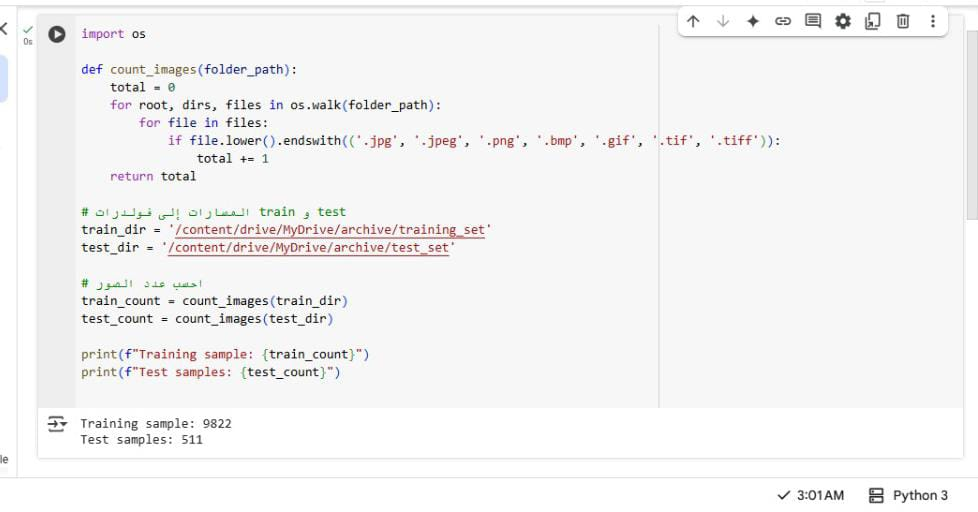 0s
import os
def count_images(folder_path):
total = 0
for root, dirs, files in os.walk(folder_path):
for file in files:
if file.lower().endswith(('.jpg', '.jpeg', '.png', '.bmp', '.gif', '.tif', '.tiff')):
total += 1
return total
# المسارات إلى فولدرات train و test
train_dir = '/content/drive/MyDrive/archive/training_set'
test_dir = '/content/drive/MyDrive/archive/test_set'
# احسب عدد الصور
train_count = count_images(train_dir)
test_count = count_images(test_dir)
print(f"Training sample: {train_count}")
print(f"Test samples: {test_count}")
Training sample: 9822
Test samples: 511
le
3:01 AM Python 3